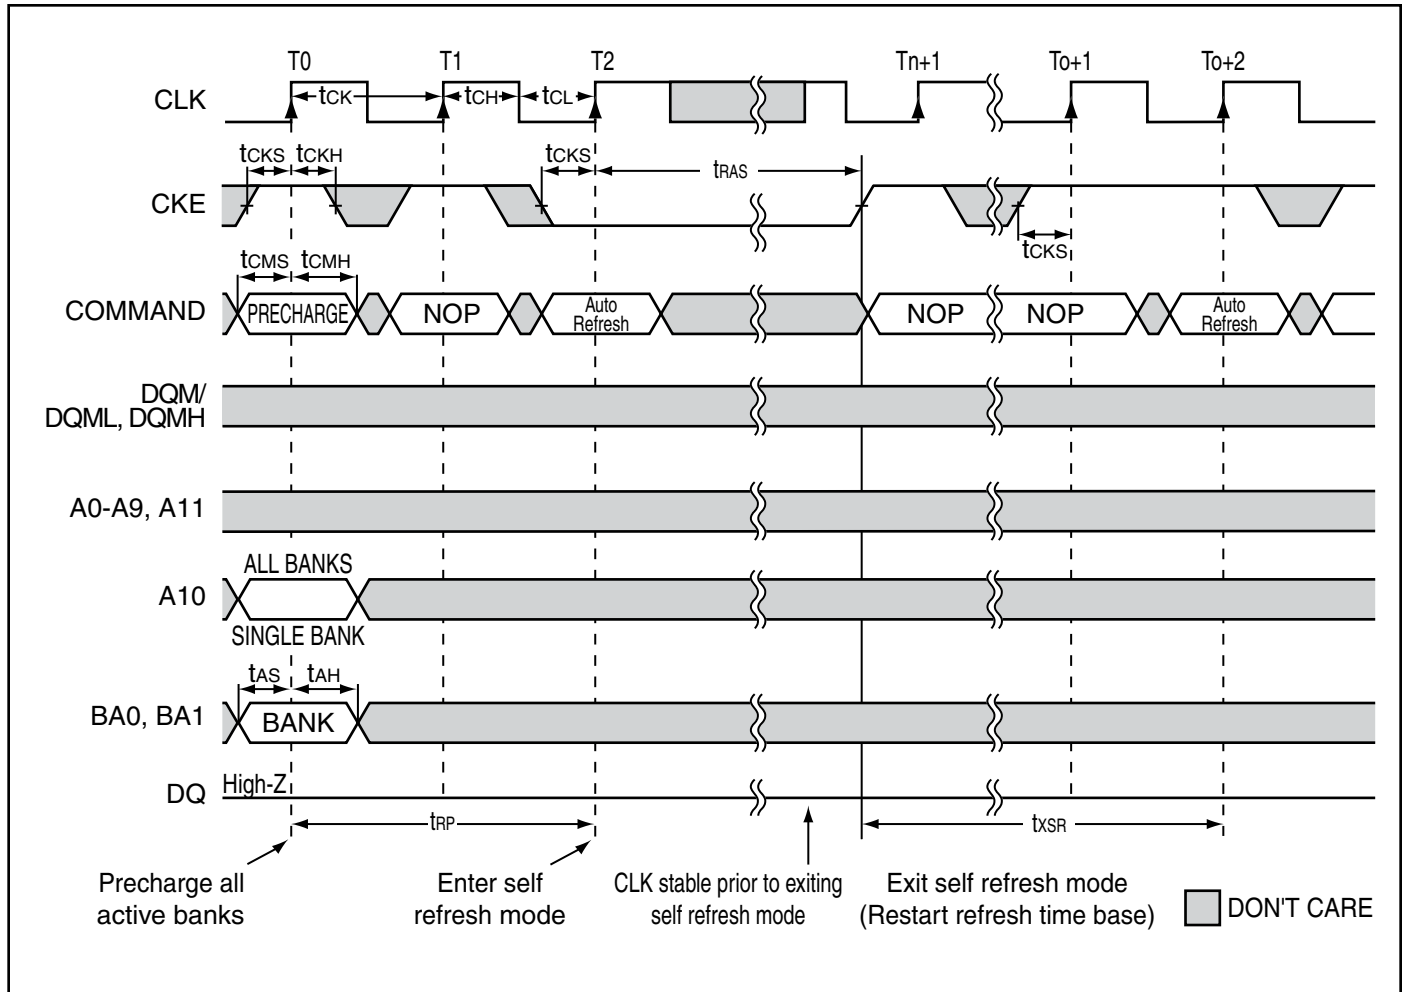 T0 T1 T2 Tn+1 To+1 To+2
CLK tCK tCH tCL
tCKS tCKH tCKS tRAS
CKE
tCKS
tCMS tCMH
COMMAND PRECHARGE NOP Auto Refresh NOP NOP Auto Refresh
DQM/
DQML, DQMH
A0-A9, A11
ALL BANKS
A10
SINGLE BANK
tAS tAH
BA0, BA1 BANK
DQ High-Z
tRP tXSR
Precharge all
active banks
Enter self
refresh mode
CLK stable prior to exiting
self refresh mode
Exit self refresh mode
(Restart refresh time base)
DON'T CARE